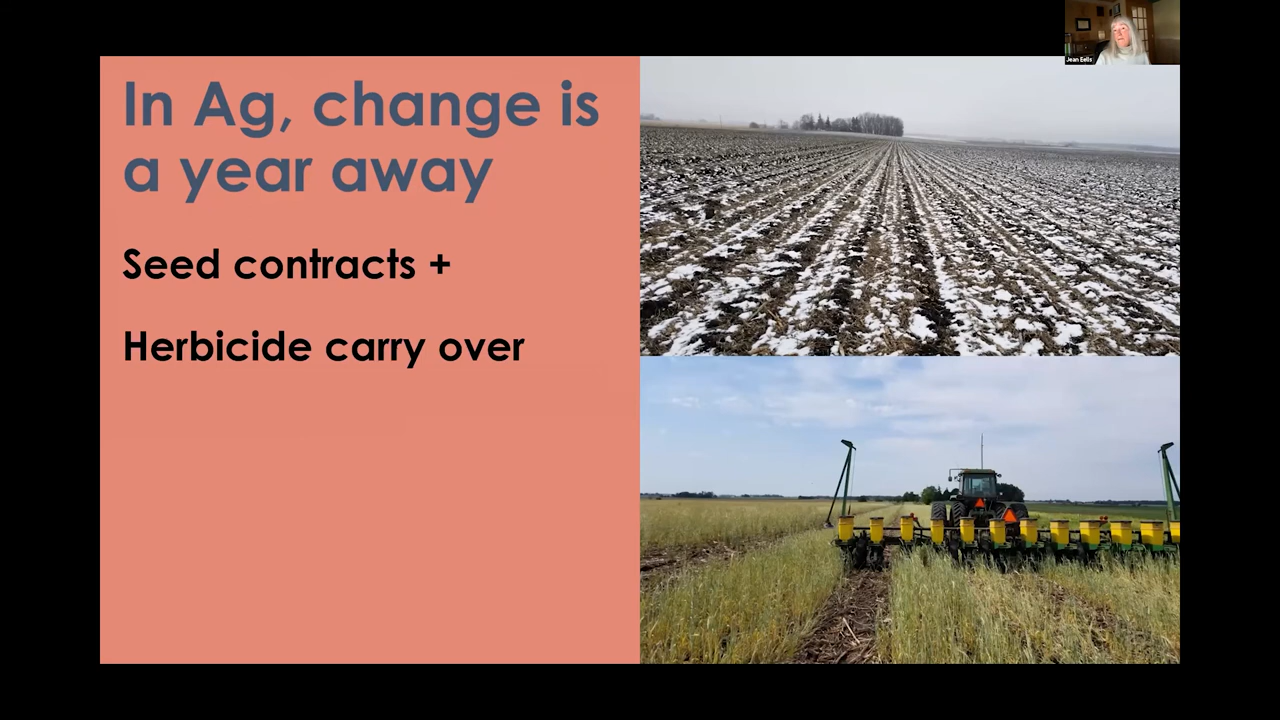 Jean Eells
In Ag, change is
a year away
Seed contracts +
Herbicide carry over